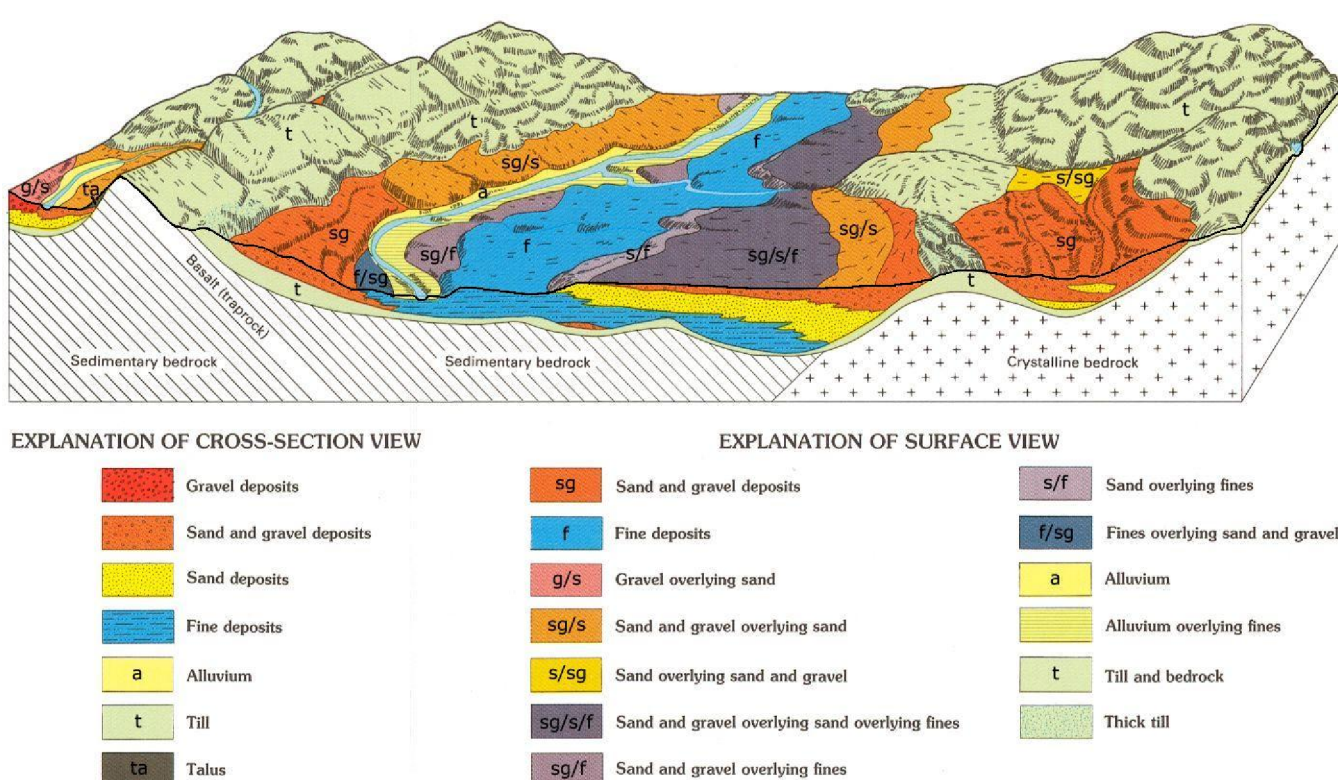 t
t
t
f
g/s
ta
t
sg/s
s/sg
a
sg
sg/f
f
s/f
sg/s/f
sg/s
sg
f/sg
t
t
Basalt (traprock)
Sedimentary bedrock
Sedimentary bedrock
Crystalline bedrock
EXPLANATION OF CROSS-SECTION VIEW
Gravel deposits
Sand and gravel deposits
Sand deposits
Fine deposits
a Alluvium
t Till
ta Talus
EXPLANATION OF SURFACE VIEW
sg Sand and gravel deposits
f Fine deposits
g/s Gravel overlying sand
sg/s Sand and gravel overlying sand
s/sg Sand overlying sand and gravel
sg/s/f Sand and gravel overlying sand overlying fines
sg/f Sand and gravel overlying fines
s/f Sand overlying fines
f/sg Fines overlying sand and gravel
a Alluvium
Alluvium overlying fines
t Till and bedrock
Thick till